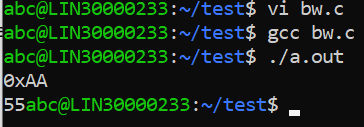 abc@LIN30000233:~/test$ vi bw.c
abc@LIN30000233:~/test$ gcc bw.c
abc@LIN30000233:~/test$ ./a.out
0xAA
55abc@LIN30000233:~/test$